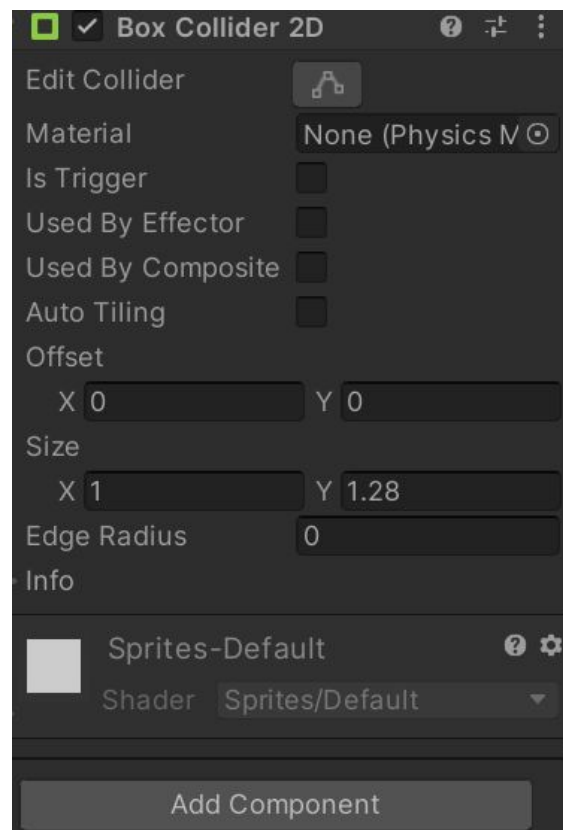 Box Collider 2D
Edit Collider
Material None (Physics M
Is Trigger
Used By Effector
Used By Composite
Auto Tiling
Offset
X 0 Y 0
Size
X 1 Y 1.28
Edge Radius 0
Info
Sprites-Default
Shader Sprites/Default
Add Component